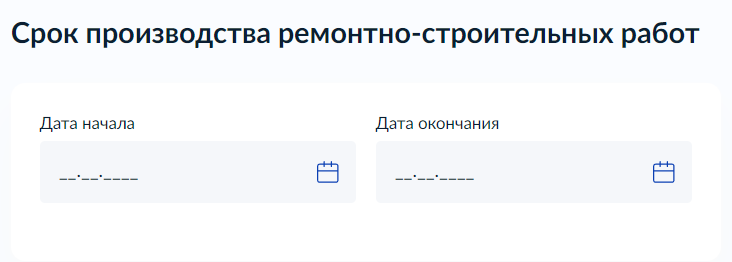 Срок производства ремонтно-строительных работ
Дата начала
Дата окончания
__.__.____
__.__.____